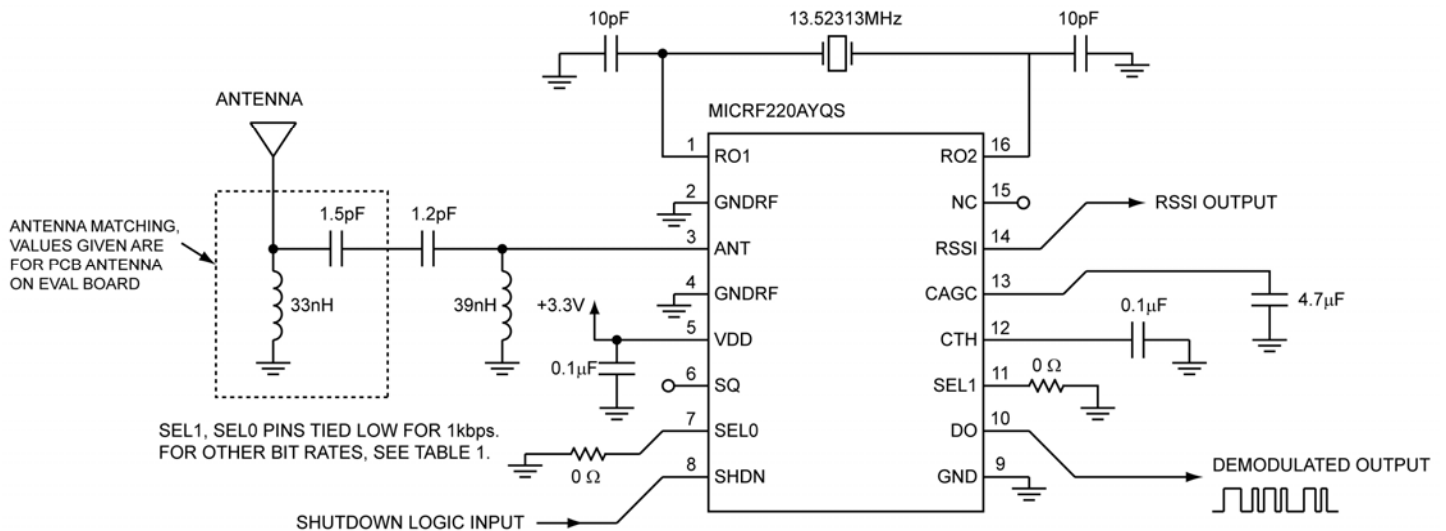 10pF
13.52313MHz
10pF
ANTENNA
MICRF220AYQS
1
RO1
RO2
16
2
GNDRF
NC
15
RSSI OUTPUT
ANTENNA MATCHING,
VALUES GIVEN ARE
FOR PCB ANTENNA
ON EVAL BOARD
1.5pF
1.2pF
3
ANT
RSSI
14
33nH
39nH
+3.3V
4
GNDRF
CAGC
13
4.7µF
0.1µF
5
VDD
CTH
12
0.1µF
6
SQ
SEL1
11
0 Ω
SEL1, SEL0 PINS TIED LOW FOR 1kbps.
FOR OTHER BIT RATES, SEE TABLE 1.
7
SEL0
DO
10
0 Ω
8
SHDN
GND
9
DEMODULATED OUTPUT
SHUTDOWN LOGIC INPUT